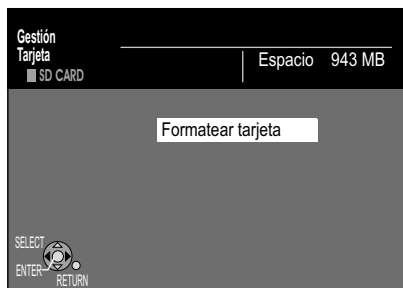 Gestión
Tarjeta
SD CARD
Espacio 943 MB
Formatear tarjeta
SELECT
ENTER
RETURN